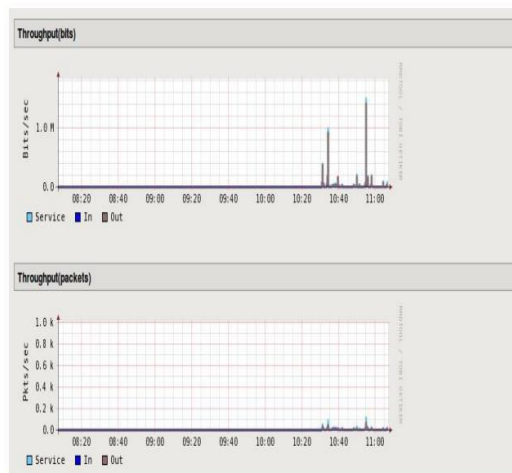 Throughput(bits)
Bits/sec
1.0 M
0.0
08:20 08:40 09:00 09:20 09:40 10:00 10:20 10:40 11:00
Service In Out
Throughput(packets)
Pkts/sec
1.0 k
0.8 k
0.6 k
0.4 k
0.2 k
0.0
08:20 08:40 09:00 09:20 09:40 10:00 10:20 10:40 11:00
Service In Out